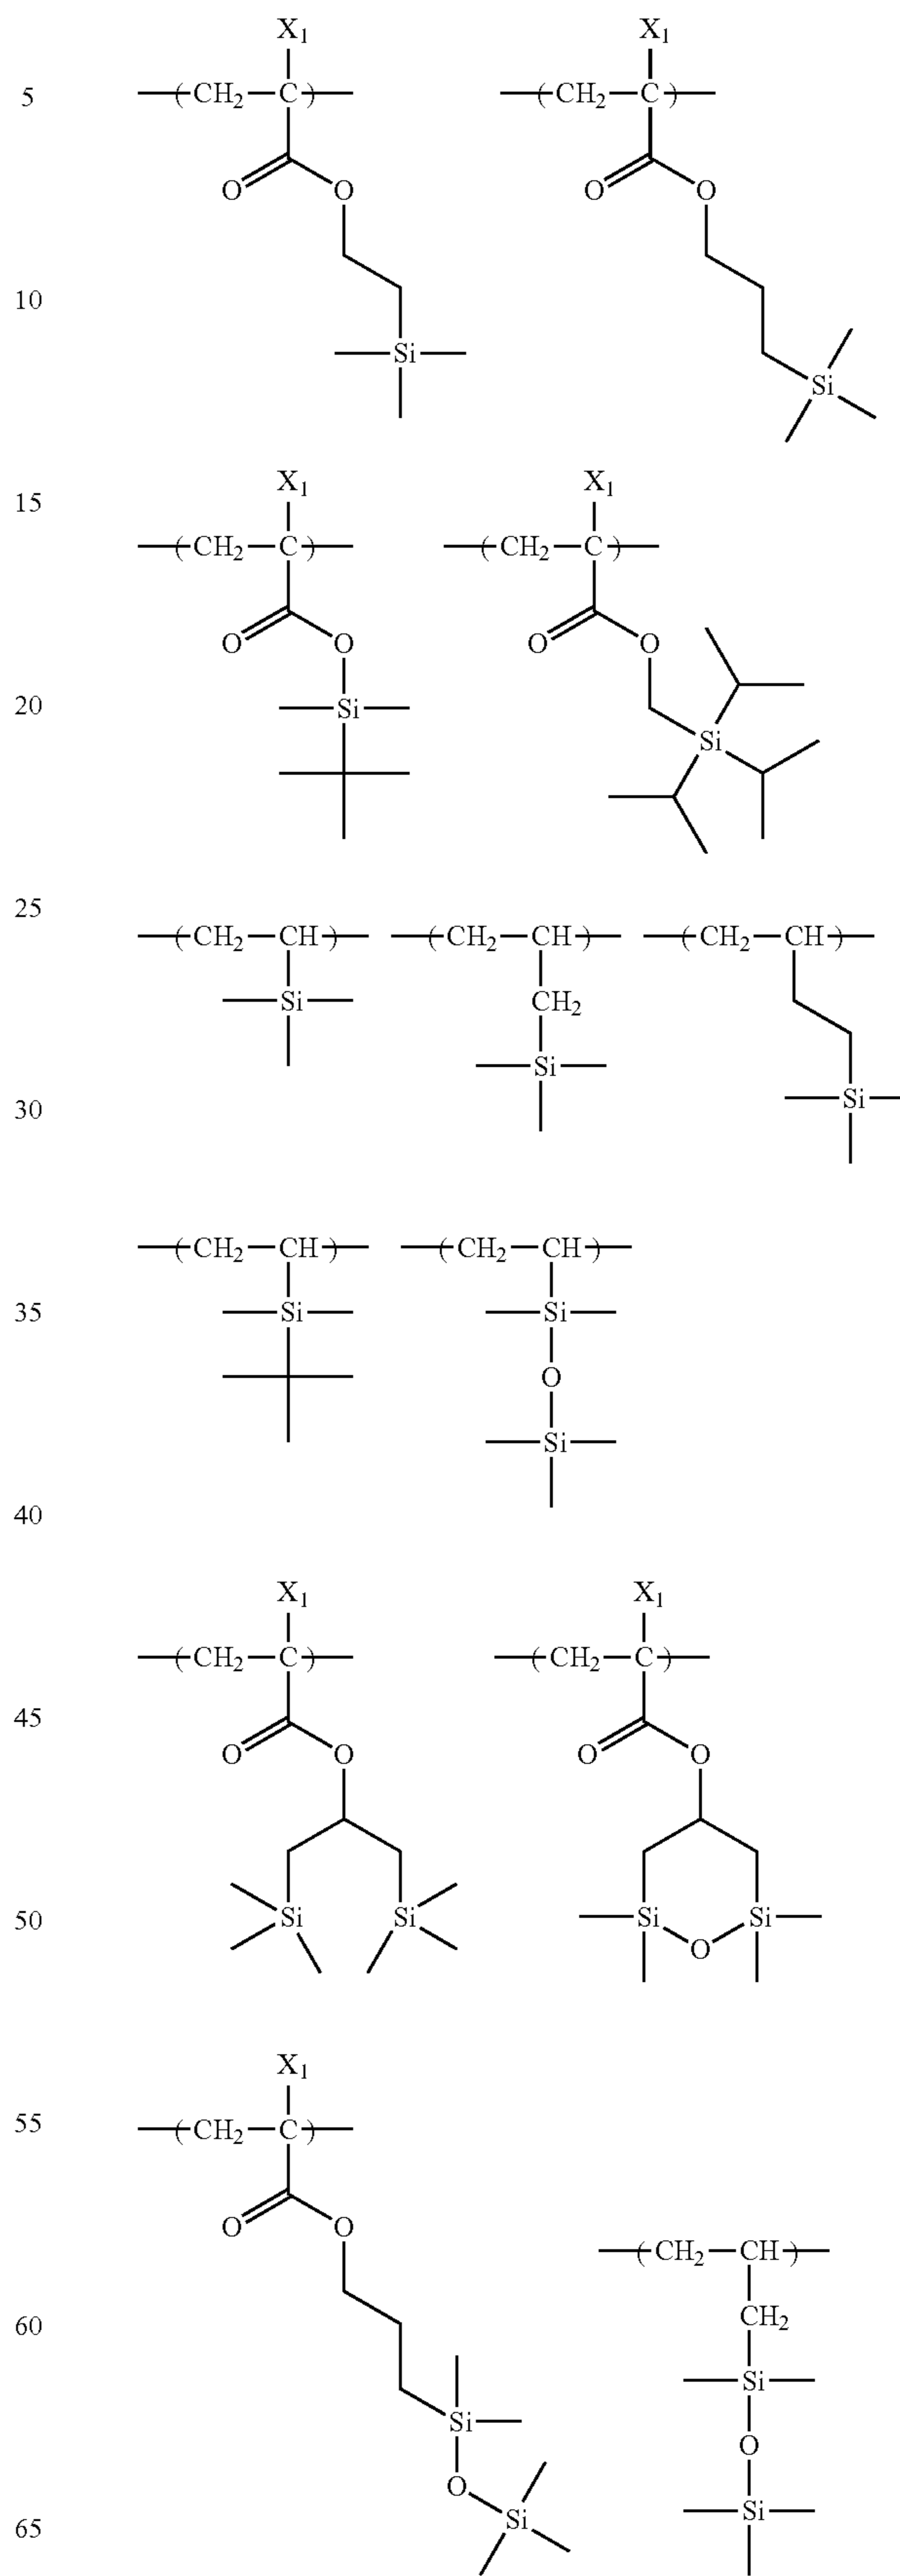 X₁ X₁
5 —(CH₂—C)— —(CH₂—C)—
O O O O
10
Si Si
15 X₁ X₁
—(CH₂—C)— —(CH₂—C)—
O O O O
20 Si Si
25
—(CH₂—CH)— —(CH₂—CH)— —(CH₂—CH)—
Si CH₂
Si Si
30
—(CH₂—CH)— —(CH₂—CH)—
35 Si Si
O
Si
40
X₁ X₁
—(CH₂—C)— —(CH₂—C)—
45
O O O O
50 Si Si Si Si
O
X₁
55 —(CH₂—C)—
O O
—(CH₂—CH)—
60 CH₂
Si Si
O O
65 Si Si